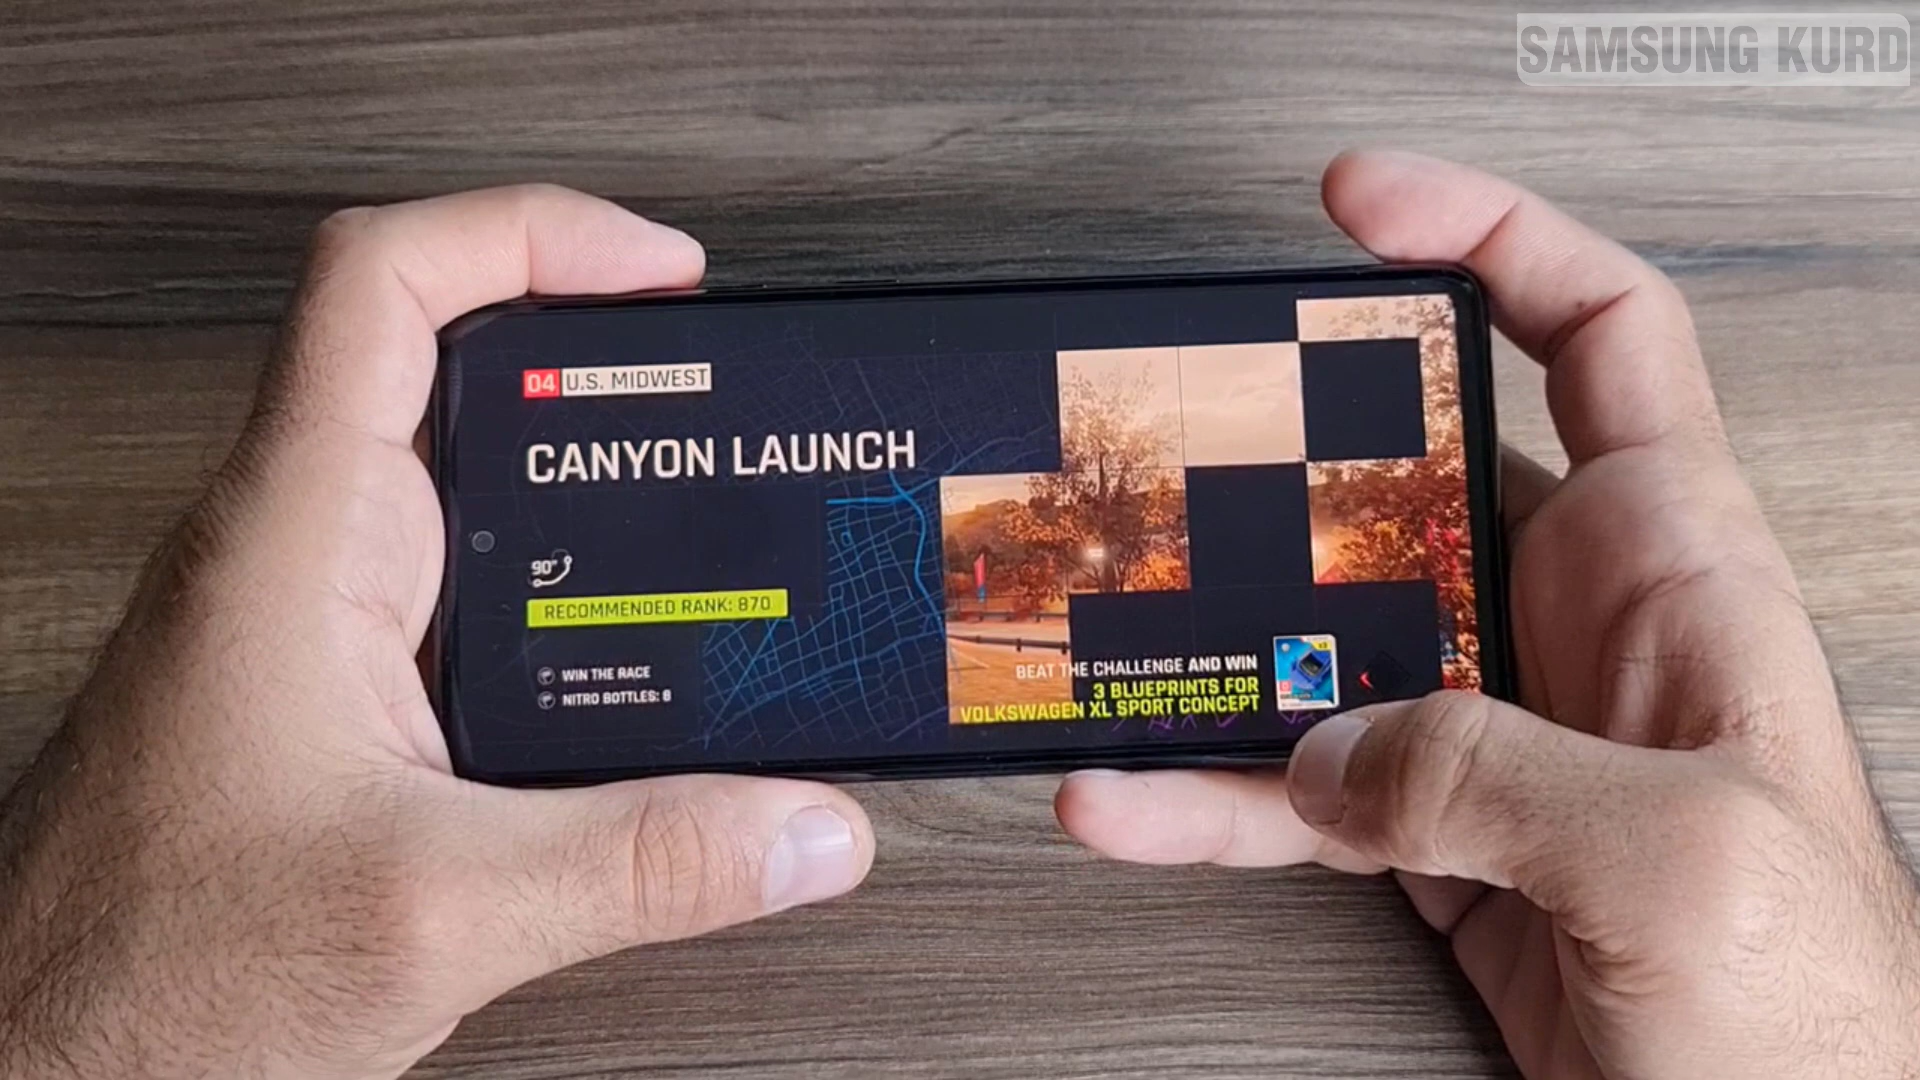 SAMSUNG KURD
04 U.S. MIDWEST
CANYON LAUNCH
90"
RECOMMENDED RANK: 870
WIN THE RACE
NITRO BOTTLES: 8
BEAT THE CHALLENGE AND WIN
3 BLUEPRINTS FOR
VOLKSWAGEN XL SPORT CONCEPT